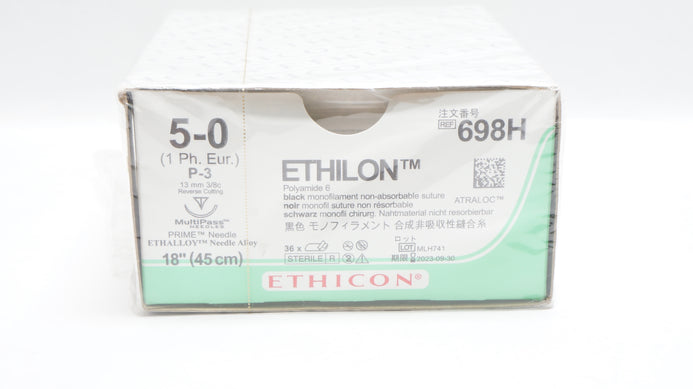 5-0
(1 Ph. Eur.)
P-3
13 mm 3/8c
Reverse Cutting
MultiPass™
NEEDLES
PRIME™ Needle
ETHALLOY™ Needle Alloy
18" (45 cm)
ETHILON™
Polyamide 6
black monofilament non-absorbable suture
noir monofil suture non résorbable
schwarz monofil chirurg. Nahtmaterial nicht resorbierbar
黒色 モノフィラメント 合成非吸収性縫合糸
36 x
STERILE R 2
ETHICON®
注文番号
REF 698H
ATRALOC™
ロット
LOT MLH741
期限 2023-09-30